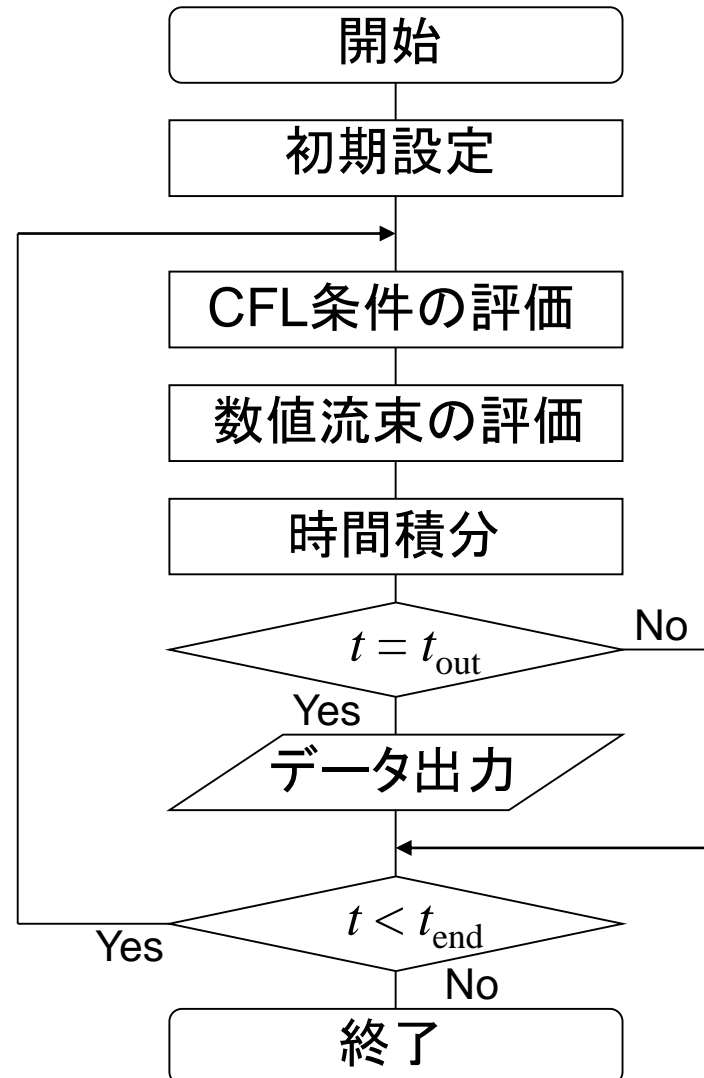 開始
初期設定
CFL条件の評価
数値流束の評価
時間積分
t = t_out
No
Yes
データ出力
t < t_end
Yes
No
終了